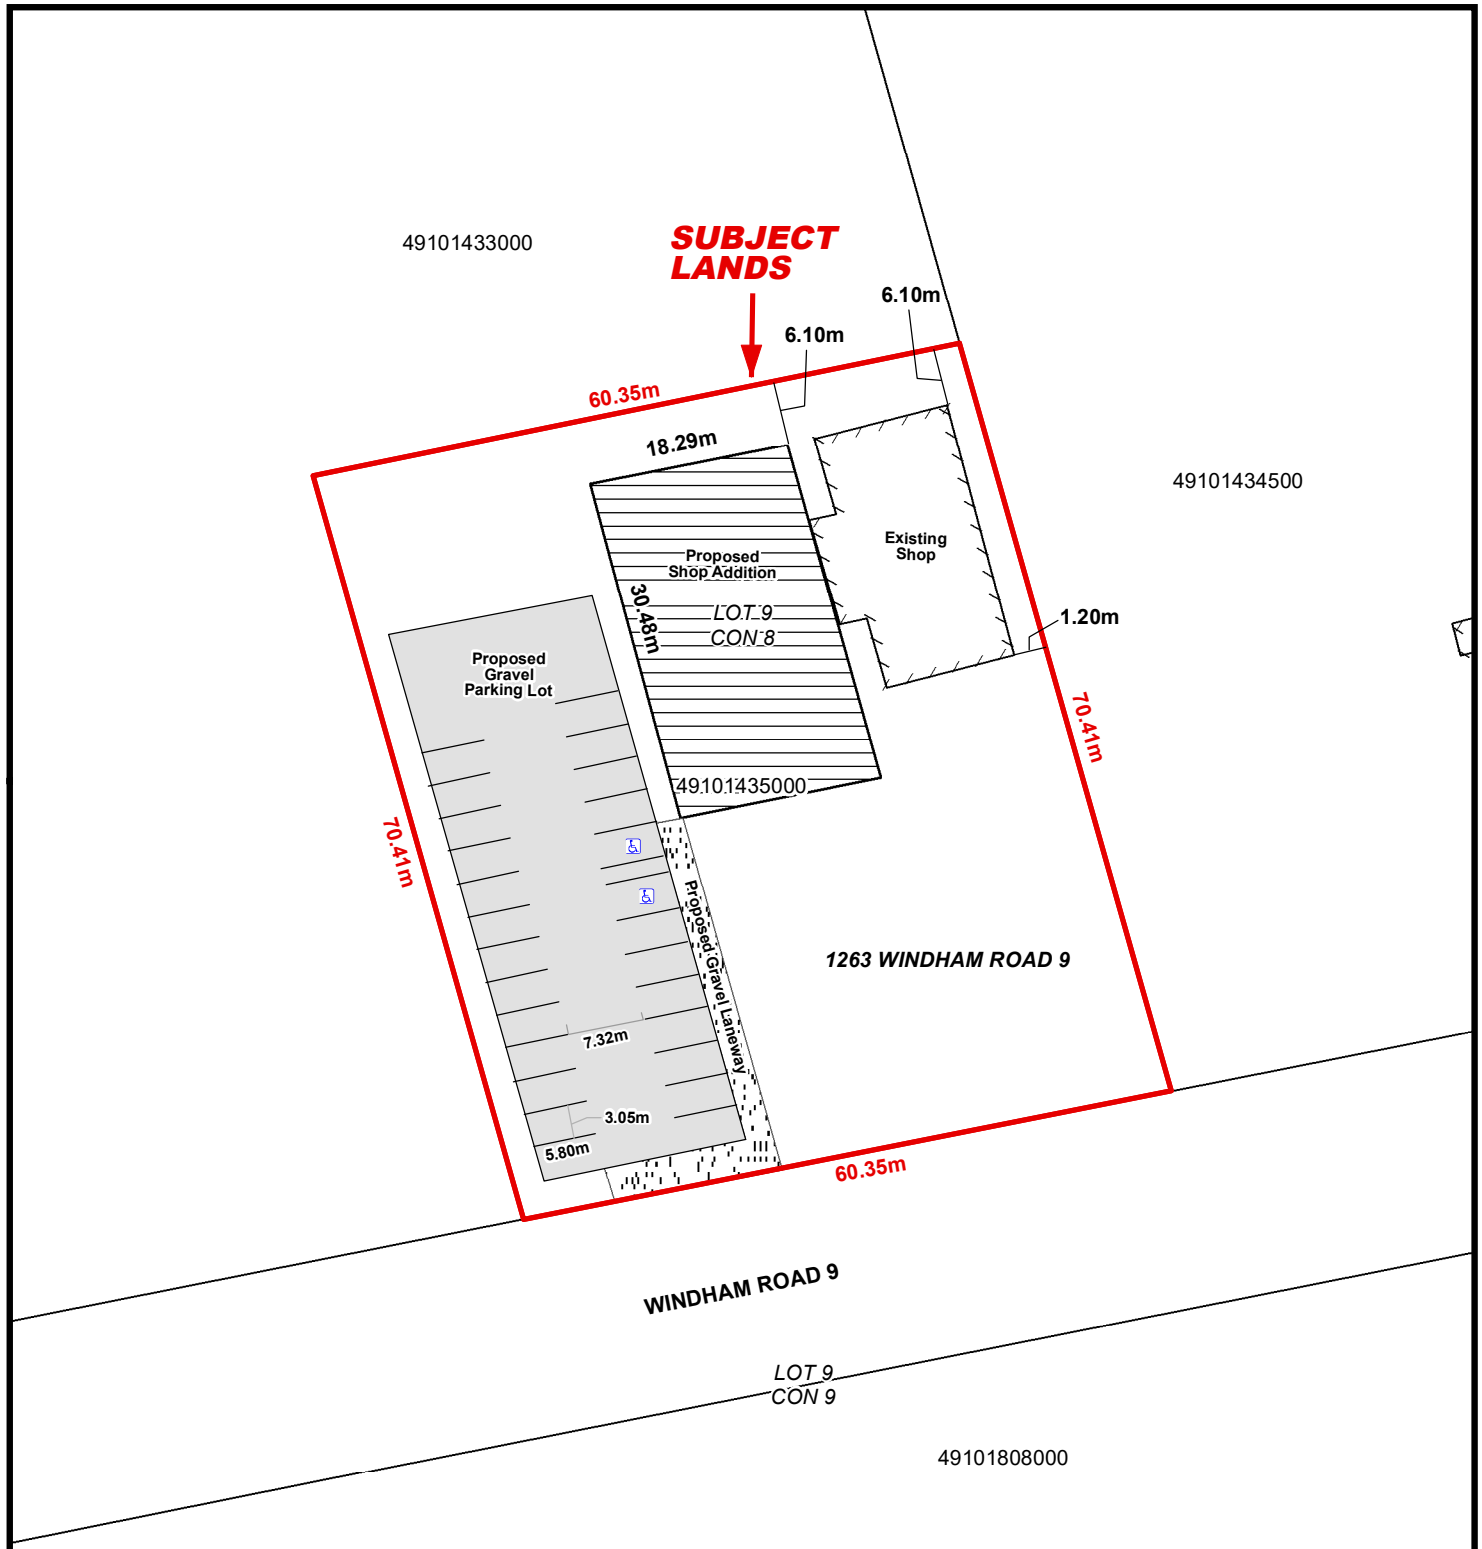 49101433000
SUBJECT
LANDS
6.10m
6.10m
60.35m
18.29m
49101434500
Existing
Shop
Proposed
Shop Addition
30.48m
LOT 9
CON 8
1.20m
Proposed
Gravel
Parking Lot
70.41m
49101435000
70.41m
Proposed Gravel Laneway
1263 WINDHAM ROAD 9
7.32m
3.05m
5.80m
60.35m
WINDHAM ROAD 9
LOT 9
CON 9
49101808000